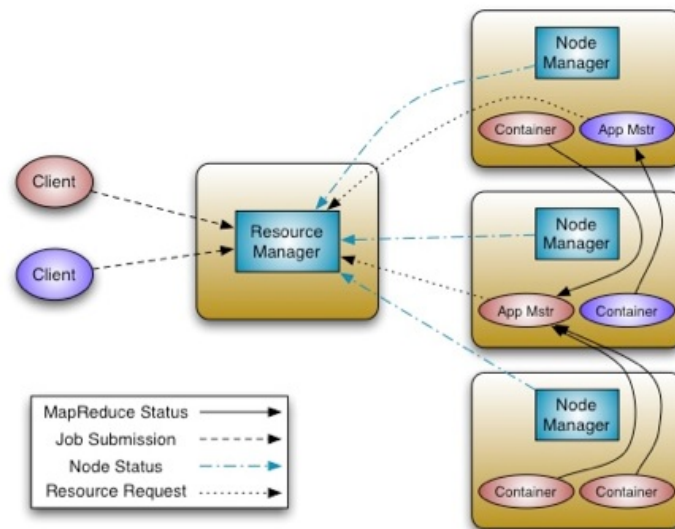 Node
Manager
Container
App Mstr
Client
Resource
Manager
Client
Node
Manager
App Mstr
Container
Node
Manager
Container
Container
MapReduce Status
Job Submission
Node Status
Resource Request